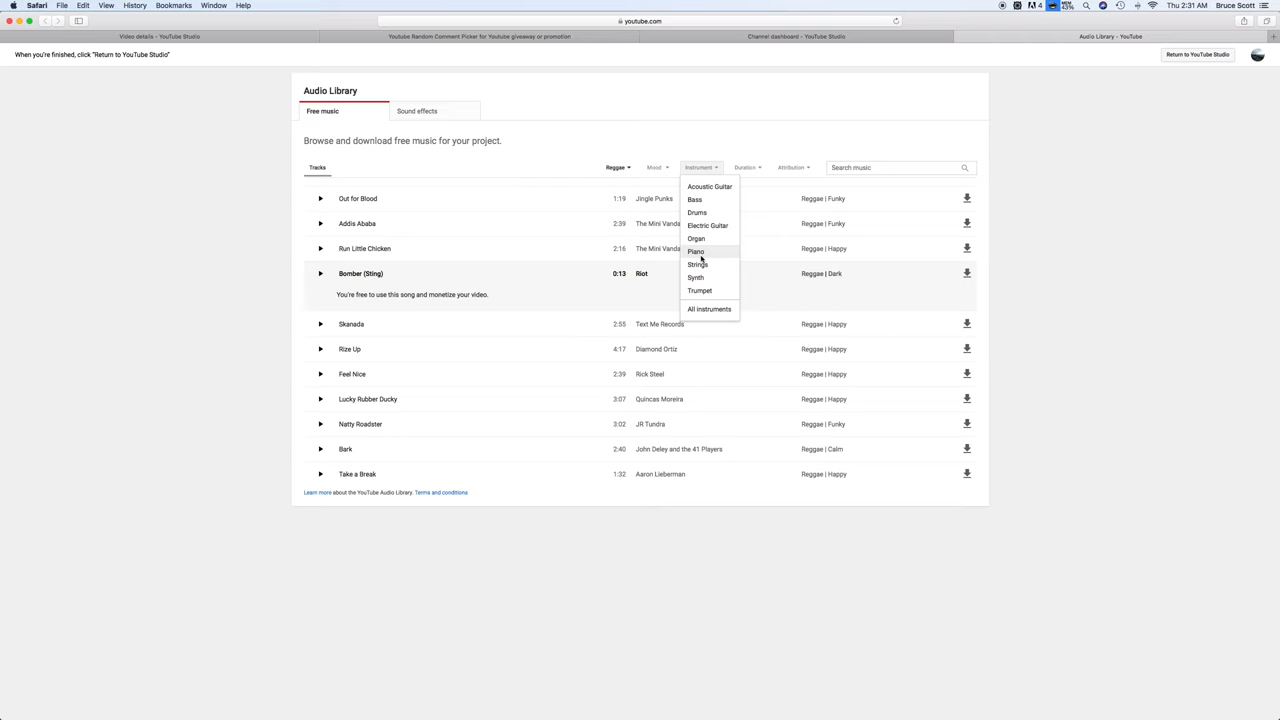 Safari File Edit View History Bookmarks Window Help 4 Thu 2:31 AM Bruce Scott
youtube.com
Video details - YouTube Studio Youtube Random Comment Picker for Youtube giveaway or promotion Channel dashboard - YouTube Studio Audio Library - YouTube
When you're finished, click "Return to YouTube Studio" Return to YouTube Studio
Audio Library
Free music Sound effects
Browse and download free music for your project.
Tracks Reggae Mood Instrument Duration Attribution Search music
Acoustic Guitar
Out for Blood 1:19 Jingle Punks Bass Reggae | Funky
Drums
Addis Ababa 2:39 The Mini Vanda Electric Guitar Reggae | Funky
Organ
Run Little Chicken 2:16 The Mini Vanda Piano Reggae | Happy
Strings
Bomber (Sting) 0:13 Riot Synth Reggae | Dark
You're free to use this song and monetize your video. Trumpet
All instruments
Skanada 2:55 Text Me Records Reggae | Happy
Rize Up 4:17 Diamond Ortiz Reggae | Happy
Feel Nice 2:39 Rick Steel Reggae | Happy
Lucky Rubber Ducky 3:07 Quincas Moreira Reggae | Happy
Natty Roadster 3:02 JR Tundra Reggae | Funky
Bark 2:40 John Deley and the 41 Players Reggae | Calm
Take a Break 1:32 Aaron Lieberman Reggae | Happy
Learn more about the YouTube Audio Library. Terms and conditions